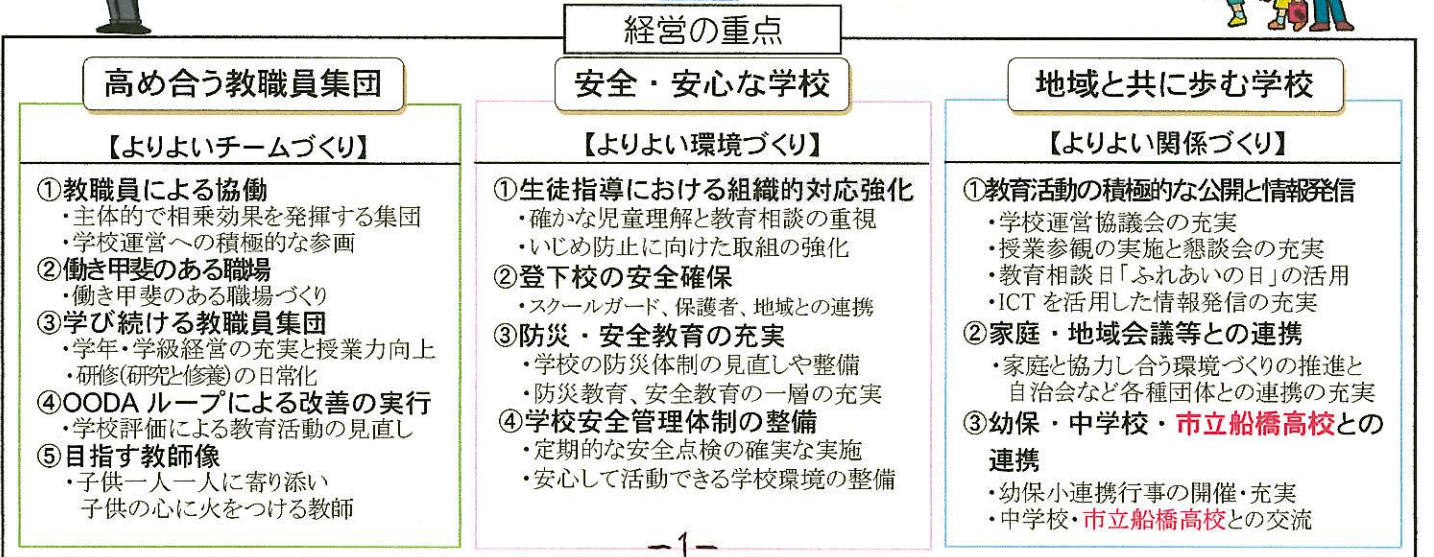 経営の重点
高め合う教職員集団
【よりよいチームづくり】
①教職員による協働
・主体的で相乗効果を発揮する集団
・学校運営への積極的な参画
②働き甲斐のある職場
・働き甲斐のある職場づくり
③学び続ける教職員集団
・学年・学級経営の充実と授業力向上
・研修(研究と修養)の日常化
④OODA ループによる改善の実行
・学校評価による教育活動の見直し
⑤目指す教師像
・子供一人一人に寄り添い
子供の心に火をつける教師
安全・安心な学校
【よりよい環境づくり】
①生徒指導における組織的対応強化
・確かな児童理解と教育相談の重視
・いじめ防止に向けた取組の強化
②登下校の安全確保
・スクールガード、保護者、地域との連携
③防災・安全教育の充実
・学校の防災体制の見直しや整備
・防災教育、安全教育の一層の充実
④学校安全管理体制の整備
・定期的な安全点検の確実な実施
・安心して活動できる学校環境の整備
地域と共に歩む学校
【よりよい関係づくり】
①教育活動の積極的な公開と情報発信
・学校運営協議会の充実
・授業参観の実施と懇談会の充実
・教育相談日「ふれあいの日」の活用
・ICT を活用した情報発信の充実
②家庭・地域会議等との連携
・家庭と協力し合う環境づくりの推進と
自治会など各種団体との連携の充実
③幼保・中学校・市立船橋高校との
連携
・幼保小連携行事の開催・充実
・中学校・市立船橋高校との交流
－1－